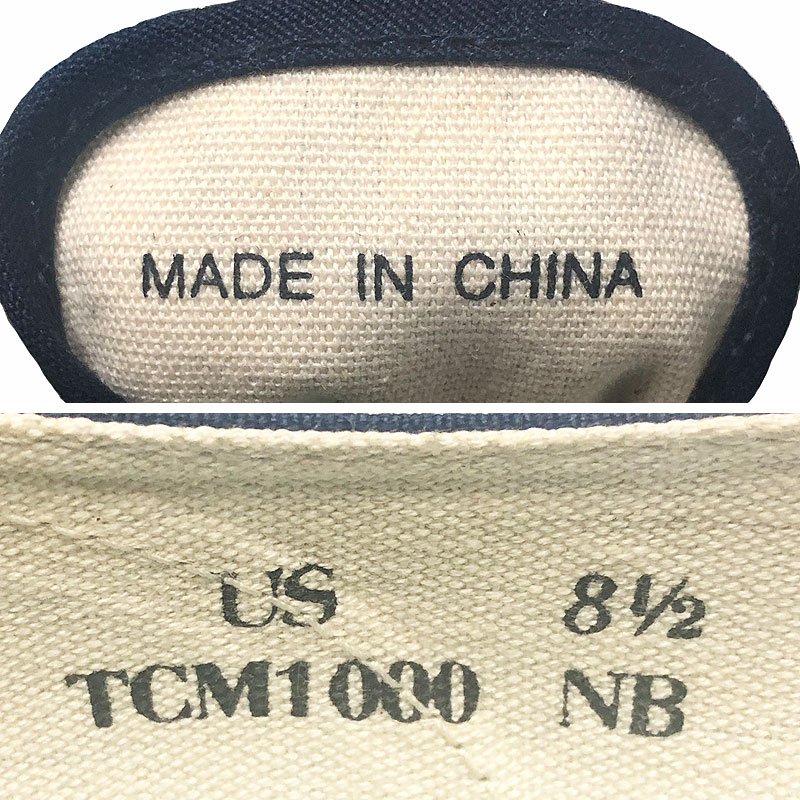 MADE IN CHINA
US 8½
TCM1000 NB